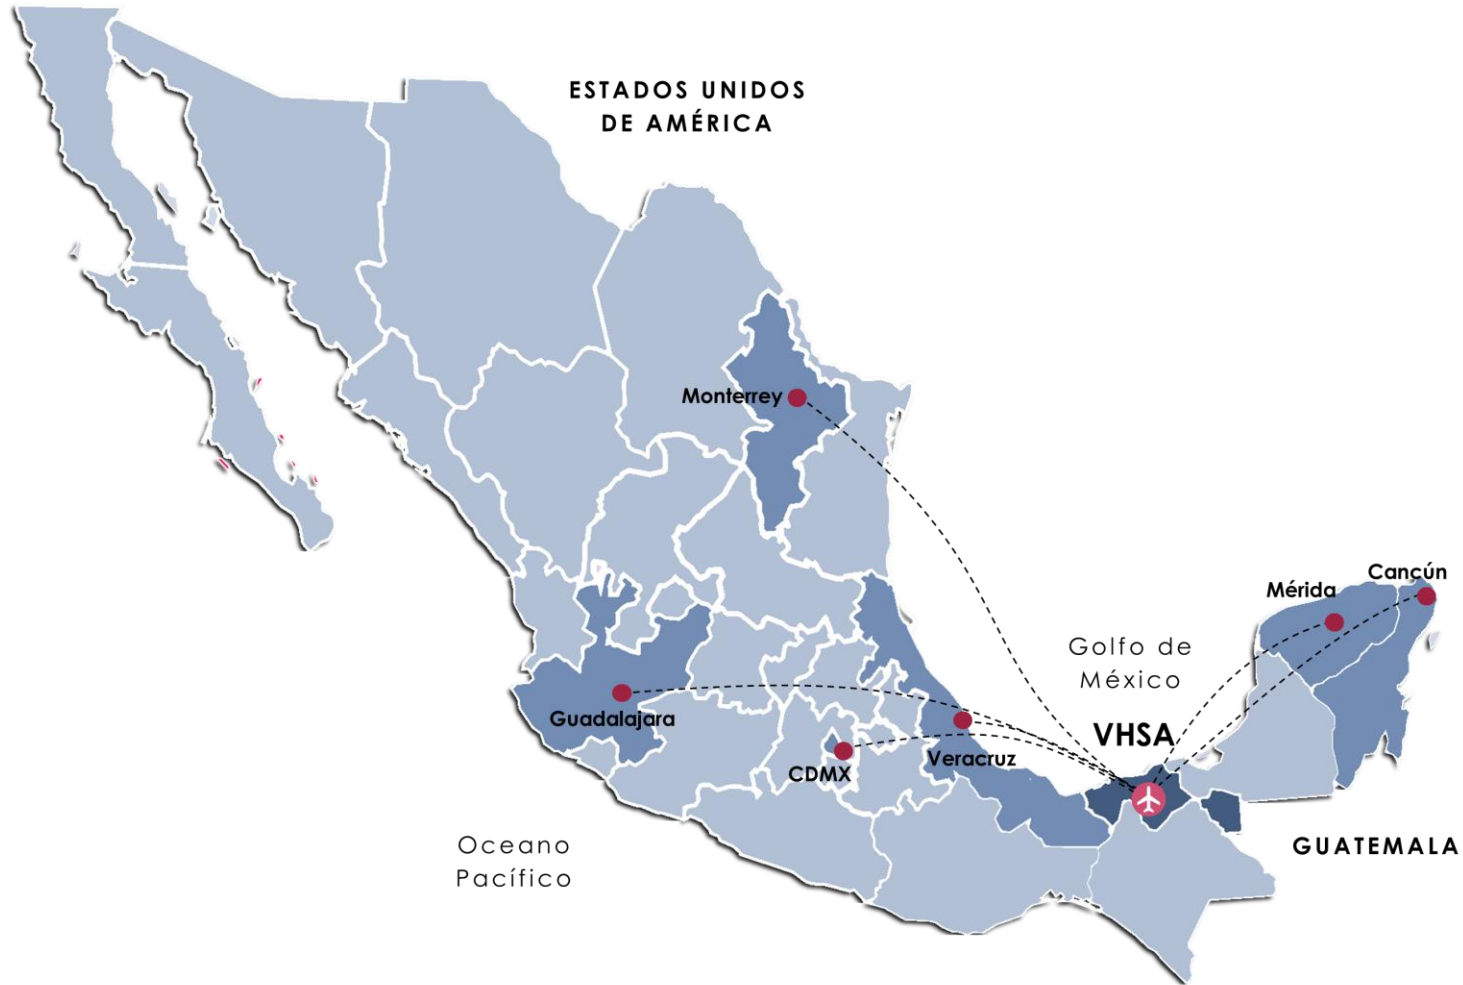 ESTADOS UNIDOS
DE AMÉRICA
Monterrey
Cancún
Mérida
Golfo de
México
Guadalajara
VHSA
Veracruz
CDMX
Oceano
Pacífico
GUATEMALA